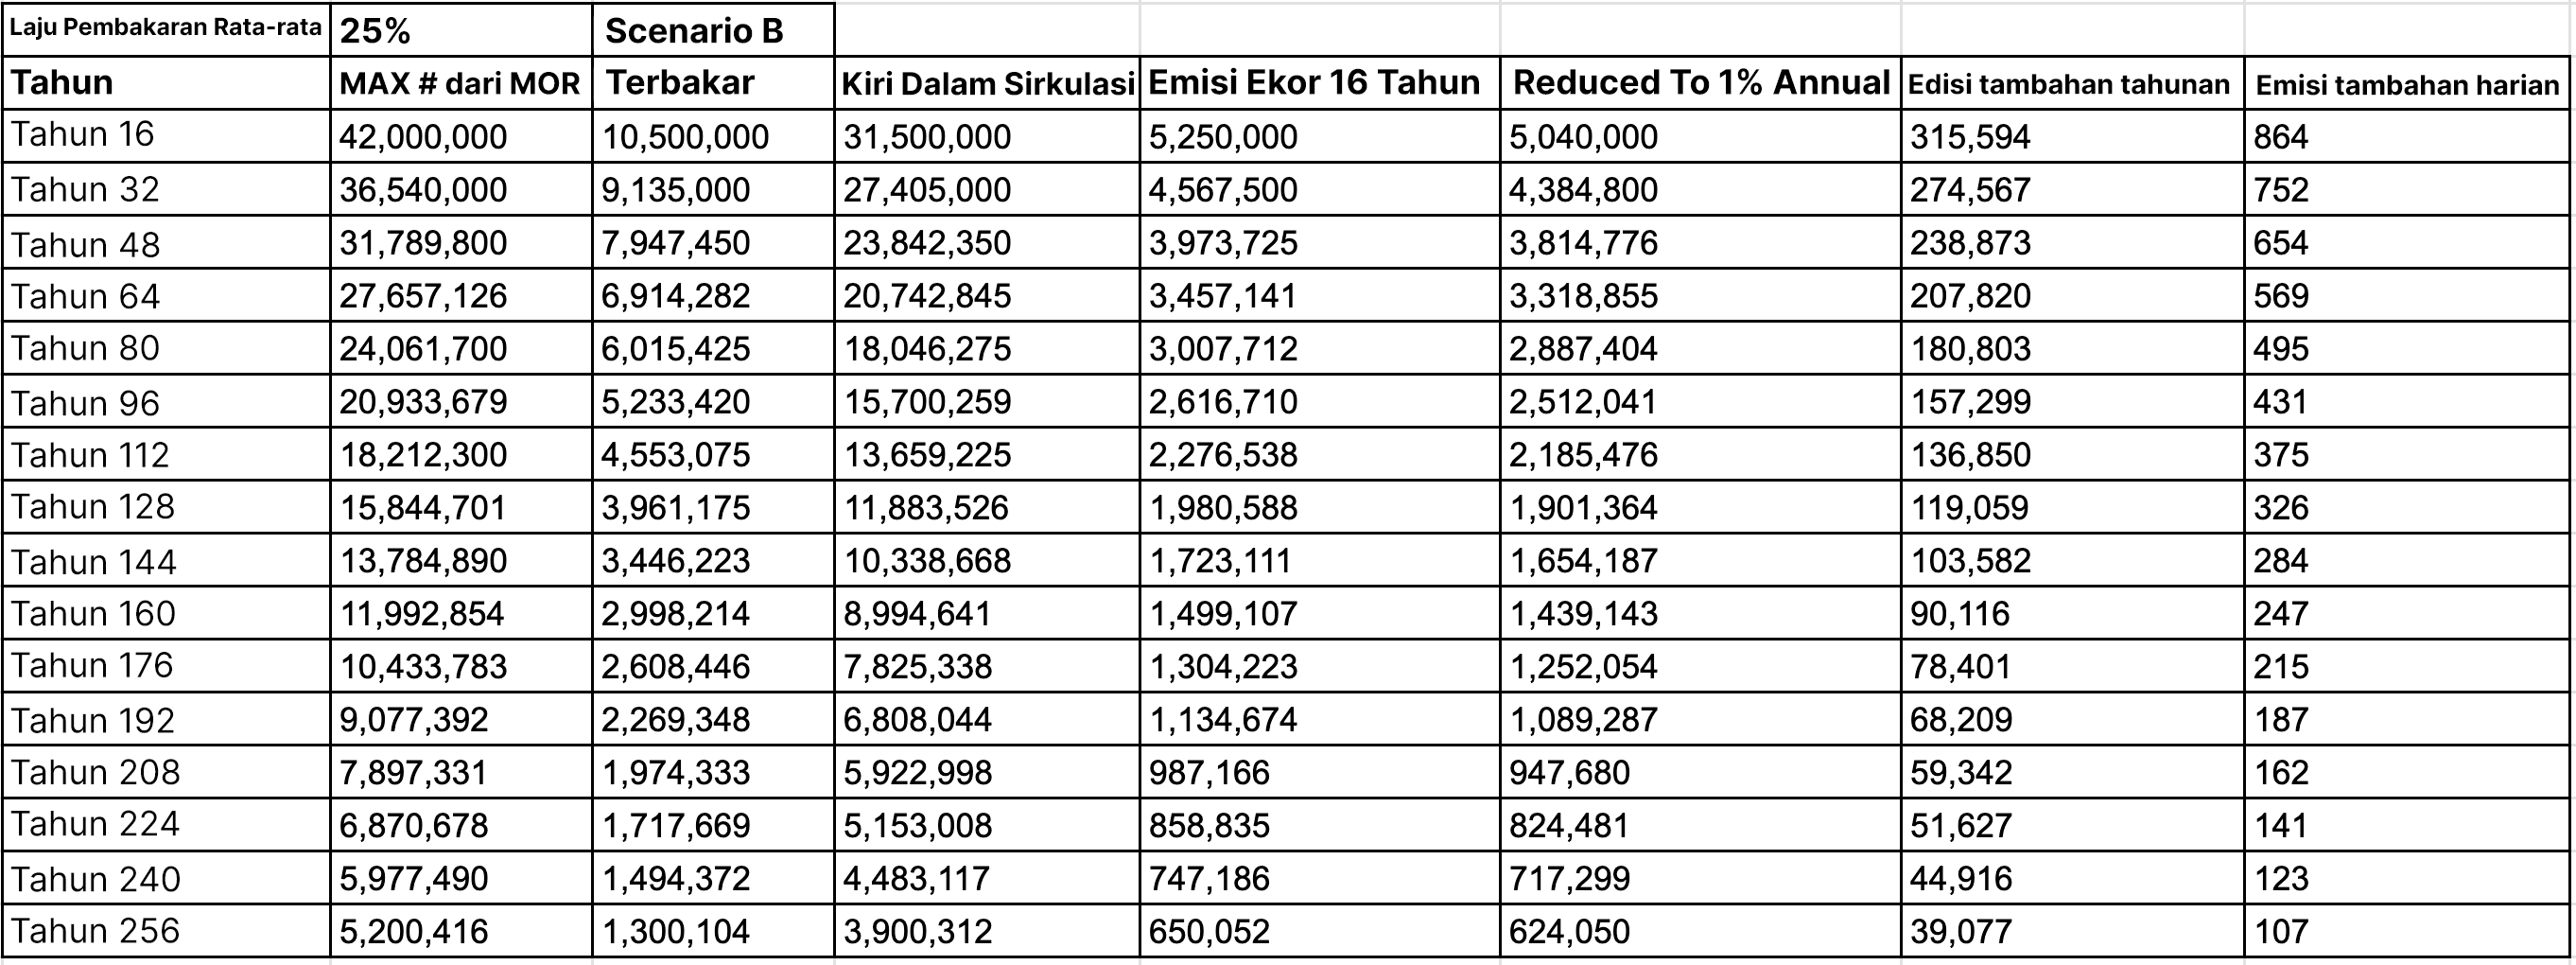 Laju Pembakaran Rata-rata 25% Scenario B
Tahun MAX # dari MOR Terbakar Kiri Dalam Sirkulasi Emisi Ekor 16 Tahun Reduced To 1% Annual Edisi tambahan tahunan Emisi tambahan harian
Tahun 16 42,000,000 10,500,000 31,500,000 5,250,000 5,040,000 315,594 864
Tahun 32 36,540,000 9,135,000 27,405,000 4,567,500 4,384,800 274,567 752
Tahun 48 31,789,800 7,947,450 23,842,350 3,973,725 3,814,776 238,873 654
Tahun 64 27,657,126 6,914,282 20,742,845 3,457,141 3,318,855 207,820 569
Tahun 80 24,061,700 6,015,425 18,046,275 3,007,712 2,887,404 180,803 495
Tahun 96 20,933,679 5,233,420 15,700,259 2,616,710 2,512,041 157,299 431
Tahun 112 18,212,300 4,553,075 13,659,225 2,276,538 2,185,476 136,850 375
Tahun 128 15,844,701 3,961,175 11,883,526 1,980,588 1,901,364 119,059 326
Tahun 144 13,784,890 3,446,223 10,338,668 1,723,111 1,654,187 103,582 284
Tahun 160 11,992,854 2,998,214 8,994,641 1,499,107 1,439,143 90,116 247
Tahun 176 10,433,783 2,608,446 7,825,338 1,304,223 1,252,054 78,401 215
Tahun 192 9,077,392 2,269,348 6,808,044 1,134,674 1,089,287 68,209 187
Tahun 208 7,897,331 1,974,333 5,922,998 987,166 947,680 59,342 162
Tahun 224 6,870,678 1,717,669 5,153,008 858,835 824,481 51,627 141
Tahun 240 5,977,490 1,494,372 4,483,117 747,186 717,299 44,916 123
Tahun 256 5,200,416 1,300,104 3,900,312 650,052 624,050 39,077 107